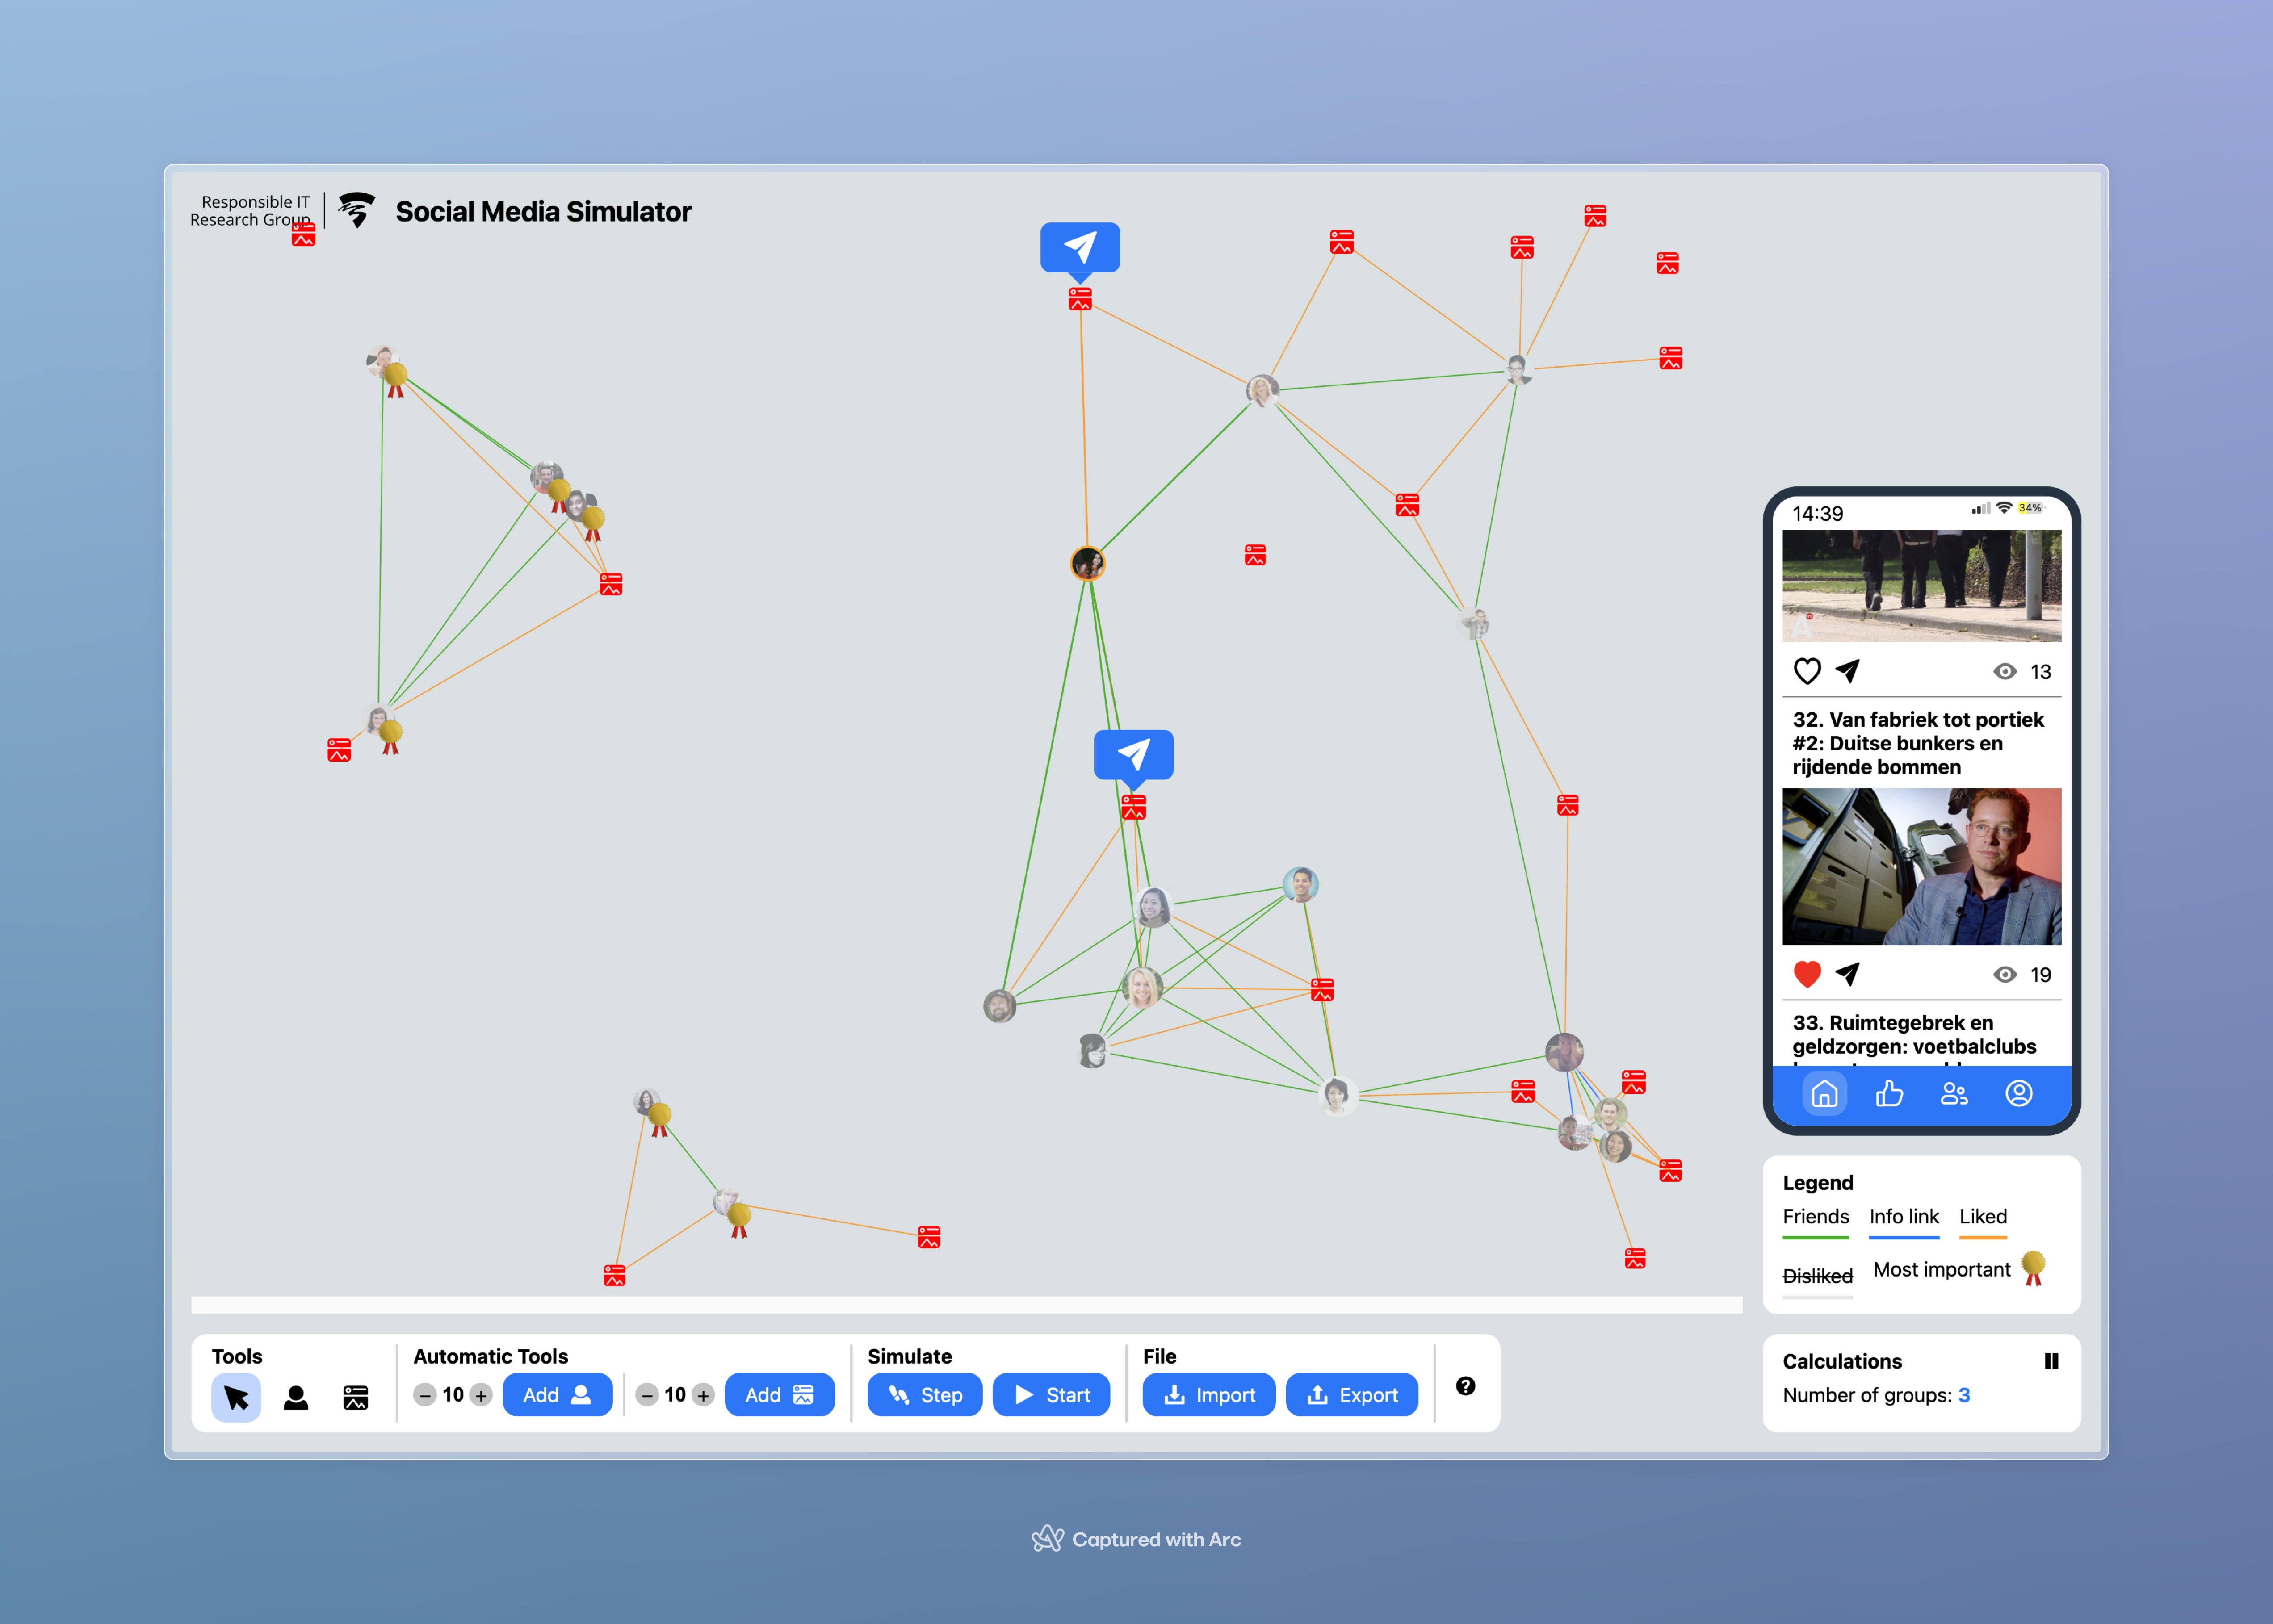 Responsible IT
Research Group
Social Media Simulator
14:39
34%
13
32. Van fabriek tot portiek
#2: Duitse bunkers en
rijdende bommen
19
33. Ruimtegebrek en
geldzorgen: voetbalclubs
Legend
Friends Info link Liked
Disliked Most important
Tools
Automatic Tools
Simulate
File
10
Add
10
Add
Step
Start
Import
Export
?
Calculations
Number of groups: 3
Captured with Arc